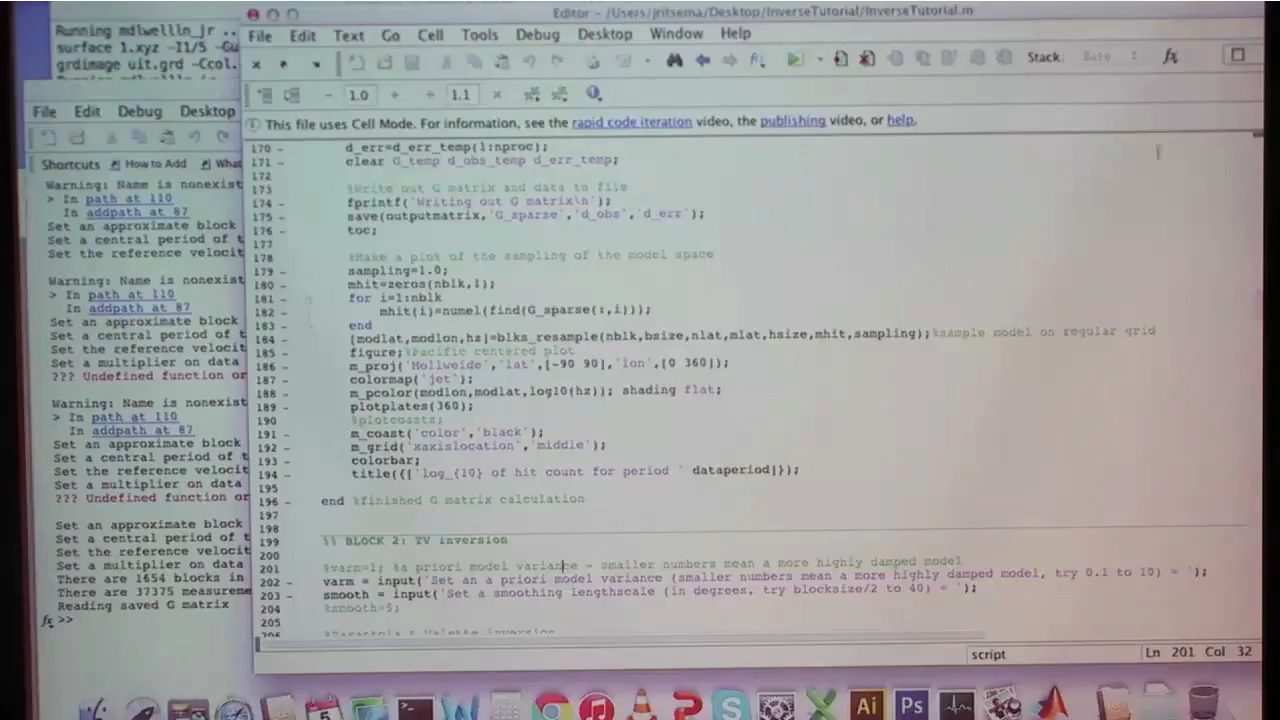 Running mdlwellln_jr ..
surface 1.xyz -I1/5 -Gu
grdimage uit.grd -Ccol.
Editor - /Users/jritsema/Desktop/InverseTutorial/InverseTutorial.m
File Edit Text Go Cell Tools Debug Desktop Window Help
Stack: Base
fx
1.0
1.1
This file uses Cell Mode. For information, see the rapid code iteration video, the publishing video, or help.
File Edit Debug Desktop
Shortcuts How to Add What
Warning: Name is nonexist
> In path at 110
In addpath at 87
Set an approximate block
Set a central period of t
Set the reference velocit
Warning: Name is nonexist
> In path at 110
In addpath at 87
Set an approximate block
Set a central period of t
Set the reference velocit
Set a multiplier on data
??? Undefined function or
Warning: Name is nonexist
> In path at 110
In addpath at 87
Set an approximate block
Set a central period of t
Set the reference velocit
Set a multiplier on data
??? Undefined function or
Set an approximate block
Set a central period of t
Set the reference velocit
Set a multiplier on data
There are 1654 blocks in
There are 37375 measureme
Reading saved G matrix
fx >>
170 - d_err=d_err_temp(1:nproc);
171 - clear G_temp d_obs_temp d_err_temp;
172
173 %Write out G matrix and data to file
174 - fprintf('Writing out G matrix\n');
175 - save(outputmatrix,'G_sparse','d_obs','d_err');
176 - toc;
177
178 %Make a plot of the sampling of the model space
179 - sampling=1.0;
180 - mhit=zeros(nblk,1);
181 - for i=1:nblk
182 - mhit(i)=numel(find(G_sparse(:,i)));
183 - end
184 - [modlat,modlon,hz]=blks_resample(nblk,bsize,nlat,mlat,hsize,mhit,sampling);%sample model on regular grid
185 - figure;%Pacific centered plot
186 - m_proj('Mollweide','lat',[-90 90],'lon',[0 360]);
187 - colormap('jet');
188 - m_pcolor(modlon,modlat,log10(hz)); shading flat;
189 - plotplates(360);
190 %plotcoasts;
191 - m_coast('color','black');
192 - m_grid('xaxislocation','middle');
193 - colorbar;
194 - title({['log_{10} of hit count for period ' dataperiod]});
195
196 - end %finished G matrix calculation
197
198
199 %% BLOCK 2: TV inversion
200
201 %varm=1; %a priori model variance - smaller numbers mean a more highly damped model
202 - varm = input('Set an a priori model variance (smaller numbers mean a more highly damped model, try 0.1 to 10) = ');
203 - smooth = input('Set a smoothing lengthscale (in degrees, try blocksize/2 to 40) = ');
204 %smooth=5;
205
script
Ln 201 Col 32
5
Ai
Ps